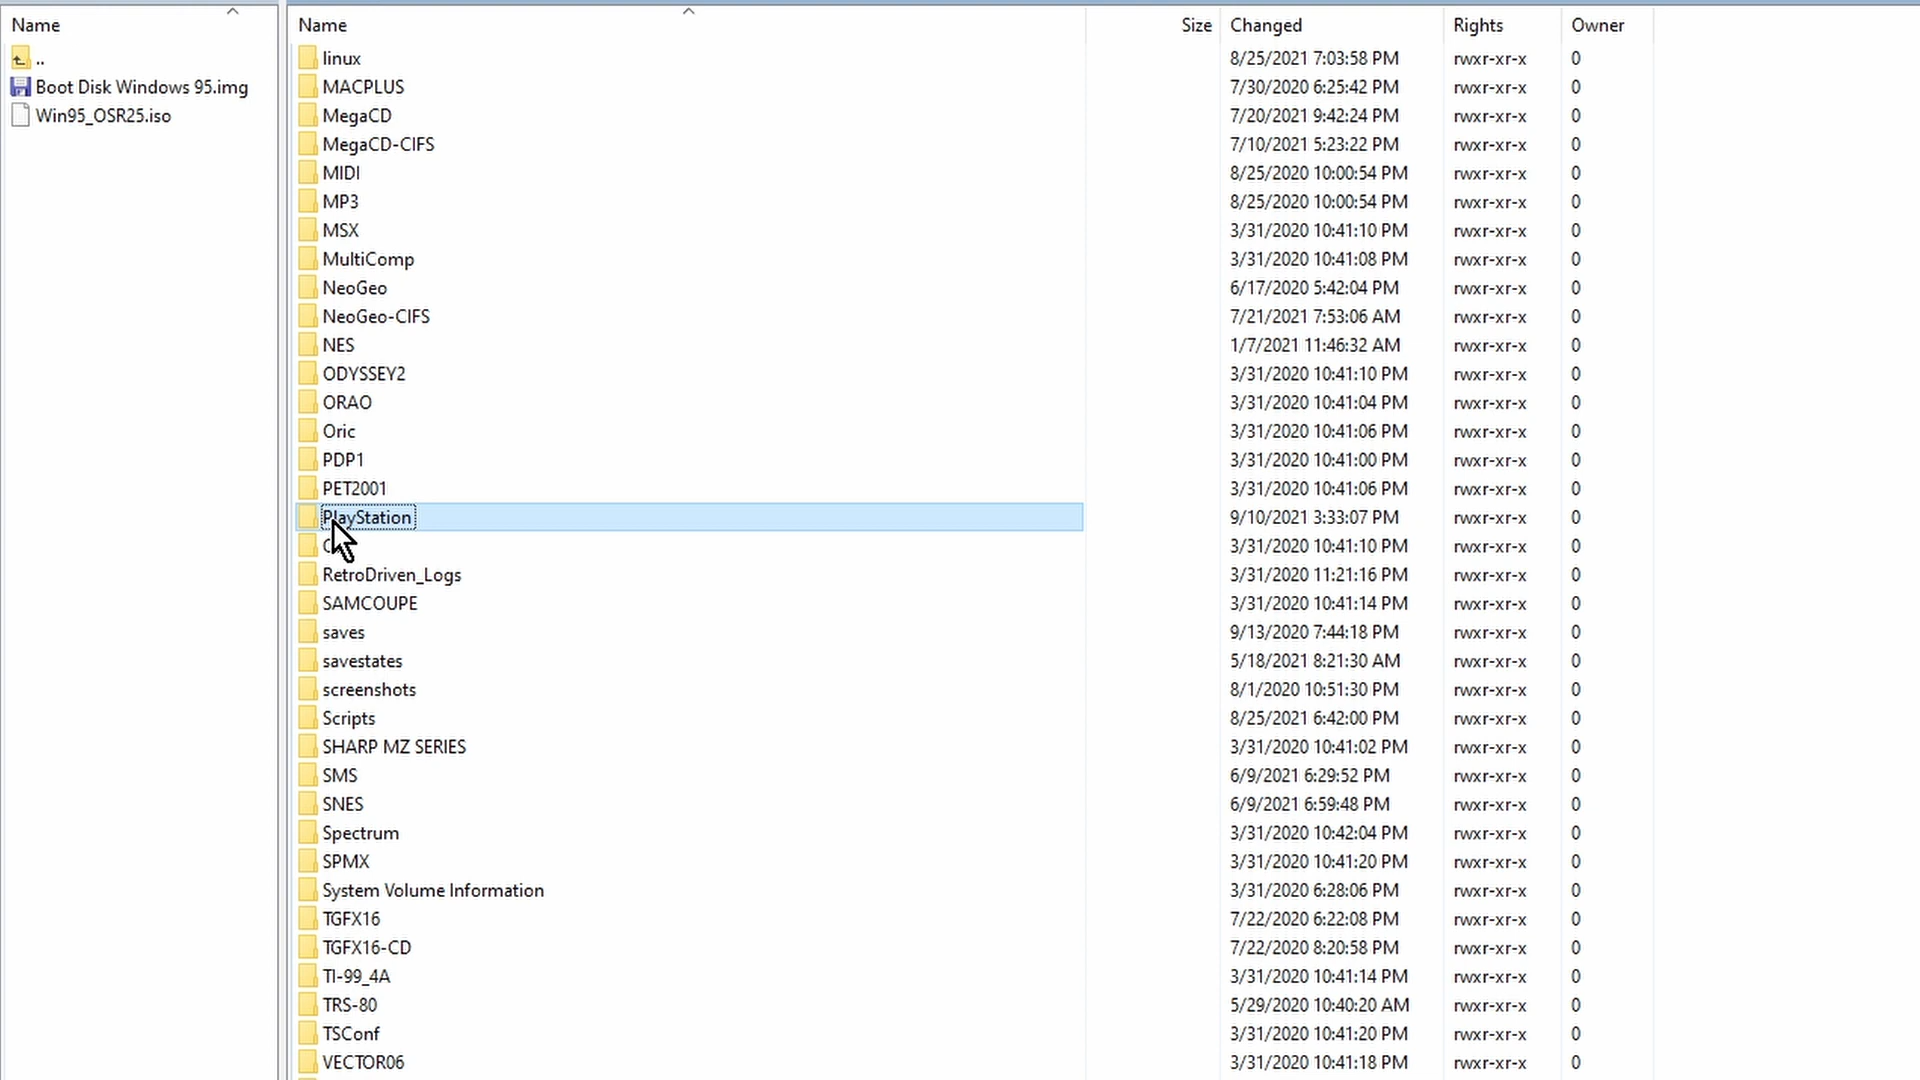 Name
..
Boot Disk Windows 95.img
Win95_OSR25.iso
Name Size Changed Rights Owner
linux 8/25/2021 7:03:58 PM rwxr-xr-x 0
MACPLUS 7/30/2020 6:25:42 PM rwxr-xr-x 0
MegaCD 7/20/2021 9:42:24 PM rwxr-xr-x 0
MegaCD-CIFS 7/10/2021 5:23:22 PM rwxr-xr-x 0
MIDI 8/25/2020 10:00:54 PM rwxr-xr-x 0
MP3 8/25/2020 10:00:54 PM rwxr-xr-x 0
MSX 3/31/2020 10:41:10 PM rwxr-xr-x 0
MultiComp 3/31/2020 10:41:08 PM rwxr-xr-x 0
NeoGeo 6/17/2020 5:42:04 PM rwxr-xr-x 0
NeoGeo-CIFS 7/21/2021 7:53:06 AM rwxr-xr-x 0
NES 1/7/2021 11:46:32 AM rwxr-xr-x 0
ODYSSEY2 3/31/2020 10:41:10 PM rwxr-xr-x 0
ORAO 3/31/2020 10:41:04 PM rwxr-xr-x 0
Oric 3/31/2020 10:41:06 PM rwxr-xr-x 0
PDP1 3/31/2020 10:41:00 PM rwxr-xr-x 0
PET2001 3/31/2020 10:41:06 PM rwxr-xr-x 0
PlayStation 9/10/2021 3:33:07 PM rwxr-xr-x 0
3/31/2020 10:41:10 PM rwxr-xr-x 0
RetroDriven_Logs 3/31/2020 11:21:16 PM rwxr-xr-x 0
SAMCOUPE 3/31/2020 10:41:14 PM rwxr-xr-x 0
saves 9/13/2020 7:44:18 PM rwxr-xr-x 0
savestates 5/18/2021 8:21:30 AM rwxr-xr-x 0
screenshots 8/1/2020 10:51:30 PM rwxr-xr-x 0
Scripts 8/25/2021 6:42:00 PM rwxr-xr-x 0
SHARP MZ SERIES 3/31/2020 10:41:02 PM rwxr-xr-x 0
SMS 6/9/2021 6:29:52 PM rwxr-xr-x 0
SNES 6/9/2021 6:59:48 PM rwxr-xr-x 0
Spectrum 3/31/2020 10:42:04 PM rwxr-xr-x 0
SPMX 3/31/2020 10:41:20 PM rwxr-xr-x 0
System Volume Information 3/31/2020 6:28:06 PM rwxr-xr-x 0
TGFX16 7/22/2020 6:22:08 PM rwxr-xr-x 0
TGFX16-CD 7/22/2020 8:20:58 PM rwxr-xr-x 0
TI-99_4A 3/31/2020 10:41:14 PM rwxr-xr-x 0
TRS-80 5/29/2020 10:40:20 AM rwxr-xr-x 0
TSConf 3/31/2020 10:41:20 PM rwxr-xr-x 0
VECTOR06 3/31/2020 10:41:18 PM rwxr-xr-x 0